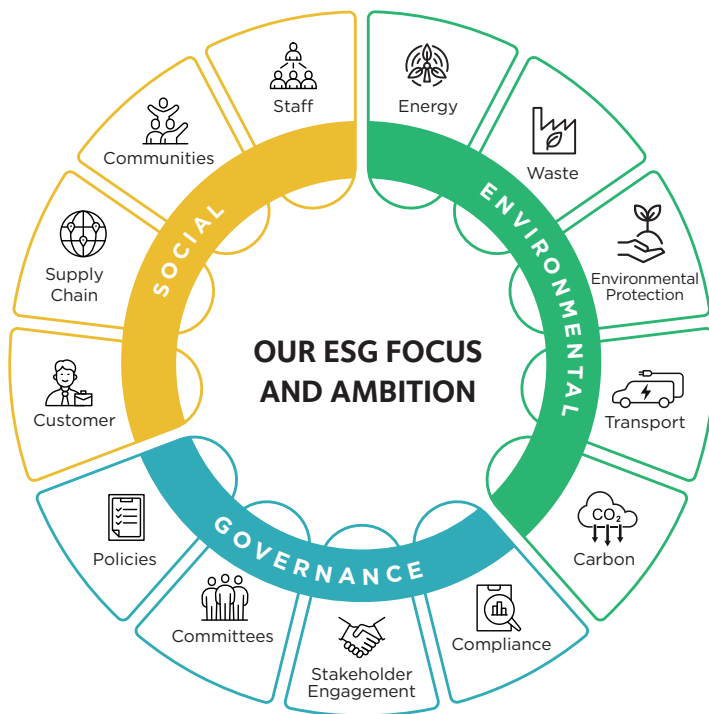 OUR ESG FOCUS
AND AMBITION
ENVIRONMENTAL
Energy
Waste
Environmental
Protection
Transport
Carbon
CO2
GOVERNANCE
Compliance
Stakeholder
Engagement
Committees
Policies
SOCIAL
Customer
Supply
Chain
Communities
Staff